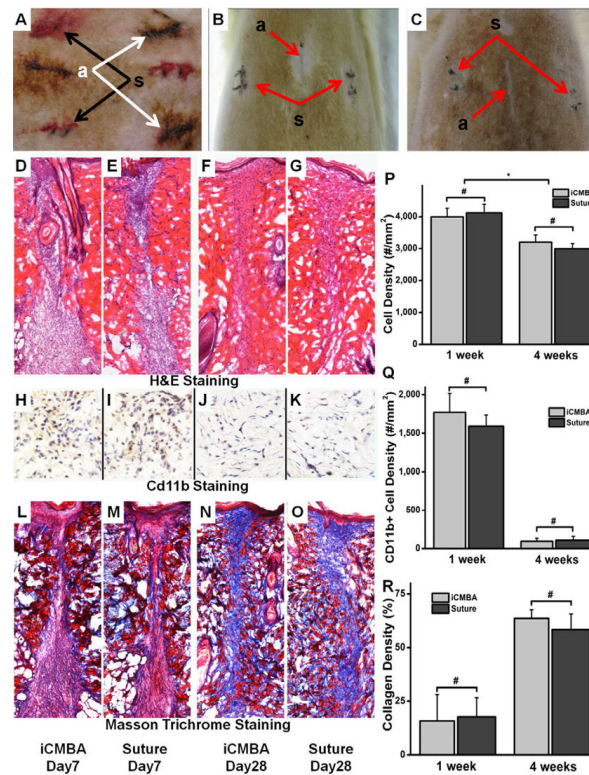 A
a
s
B
a
s
C
s
a
D
E
F
G
H&E Staining
H
I
J
K
Cd11b Staining
L
M
N
O
Masson Trichrome Staining
iCMBA Suture iCMBA Suture
Day7 Day7 Day28 Day28
P
iCMBA
Suture
*
#
#
Cell Density (#/mm²)
4,000
3,000
2,000
1,000
0
1 week 4 weeks
Q
iCMBA
Suture
#
#
CD11b+ Cell Density (#/mm²)
1,500
1,000
500
0
1 week 4 weeks
R
iCMBA
Suture
#
#
Collagen Density (%)
75
50
25
0
1 week 4 weeks